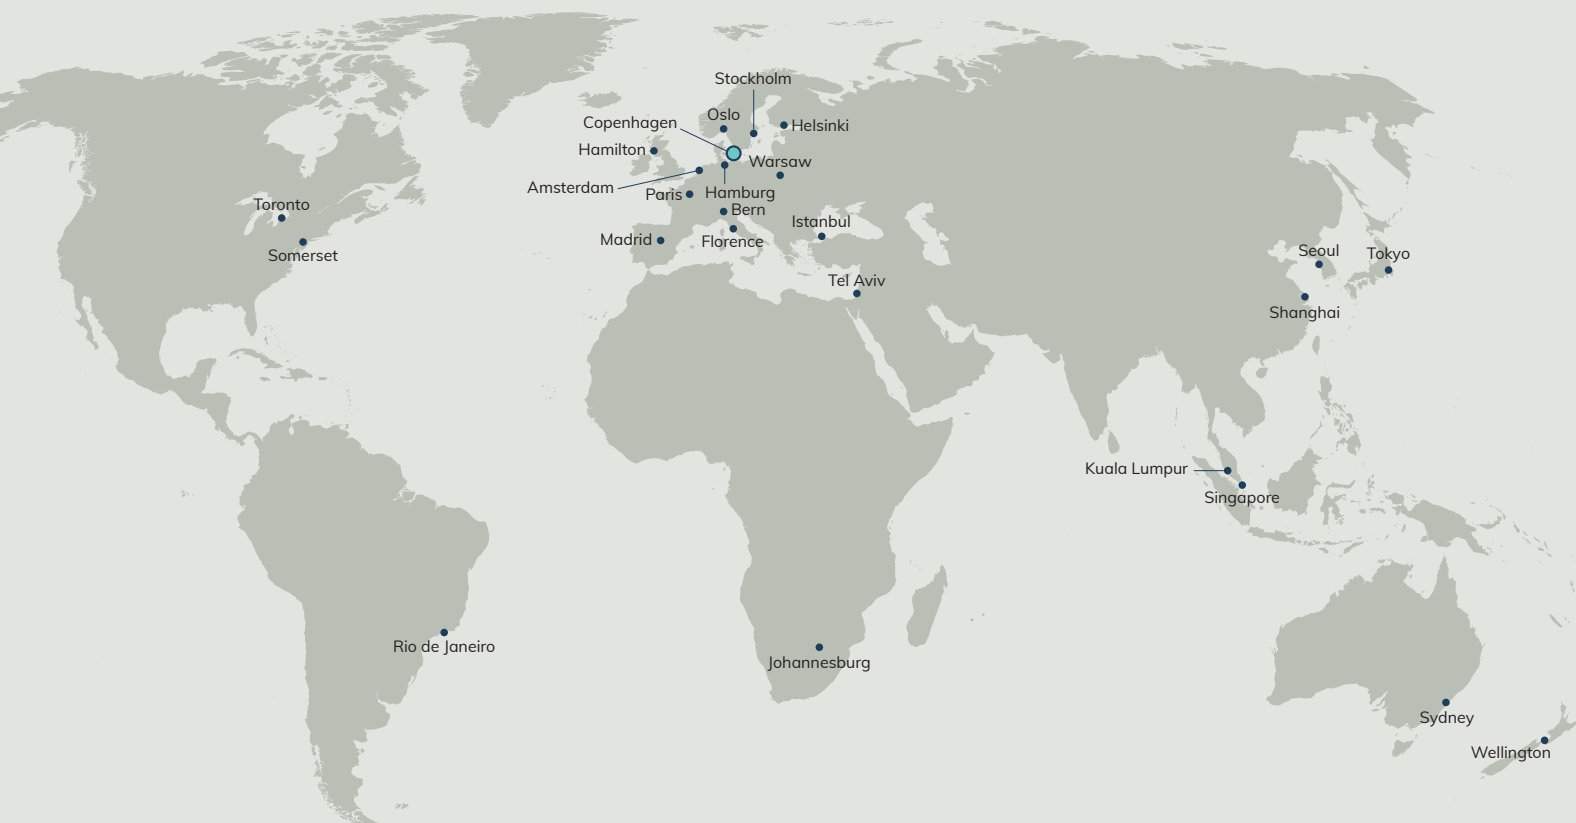 Stockholm
Oslo
Copenhagen
Helsinki
Hamilton
Warsaw
Amsterdam
Paris
Hamburg
Bern
Toronto
Istanbul
Madrid
Florence
Somerset
Seoul
Tokyo
Tel Aviv
Shanghai
Kuala Lumpur
Singapore
Rio de Janeiro
Johannesburg
Sydney
Wellington